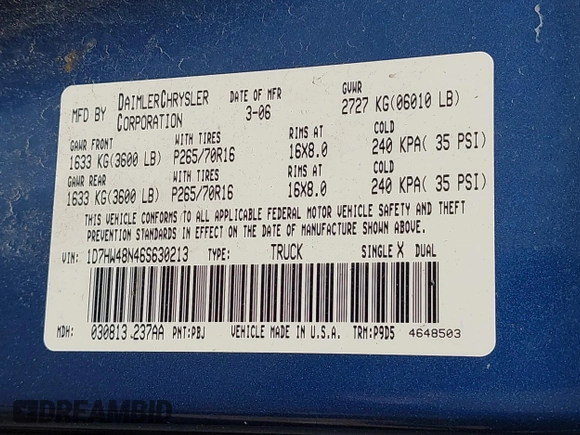 MFD BY DAIMLERCHRYSLER CORPORATION DATE OF MFR 3-06 GVWR 2727 KG(06010 LB)
GAWR FRONT WITH TIRES RIMS AT COLD
1633 KG(3600 LB) P265/70R16 16X8.0 240 KPA( 35 PSI)
GAWR REAR WITH TIRES RIMS AT COLD
1633 KG(3600 LB) P265/70R16 16X8.0 240 KPA( 35 PSI)
THIS VEHICLE CONFORMS TO ALL APPLICABLE FEDERAL MOTOR VEHICLE SAFETY AND THEFT
PREVENTION STANDARDS IN EFFECT ON THE DATE OF MANUFACTURE SHOWN ABOVE.
VIN: 1D7HW48N46S630213 TYPE: TRUCK SINGLE X DUAL
MDH: 030813 237AA PNT:PBJ VEHICLE MADE IN U.S.A. TRM:P9D5 4648503
DREAMBID